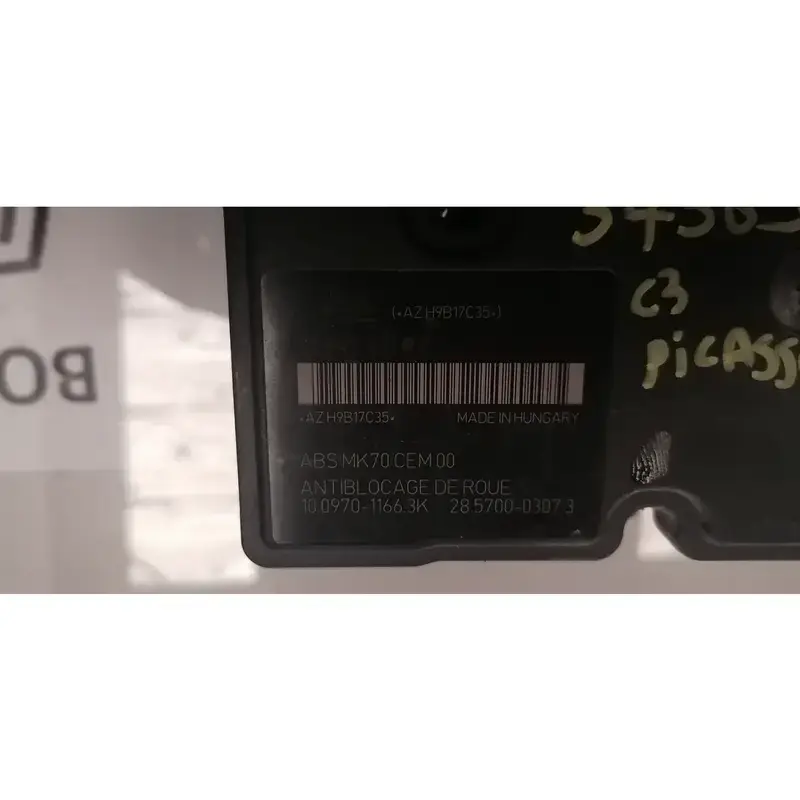 (*AZH9B17C35*)
*AZH9B17C35* MADE IN HUNGARY
ABS MK70 CEM 00
ANTIBLOCAGE DE ROUE
10.0970-1166.3K 28.5700-0307.3
C3
PiCASSO